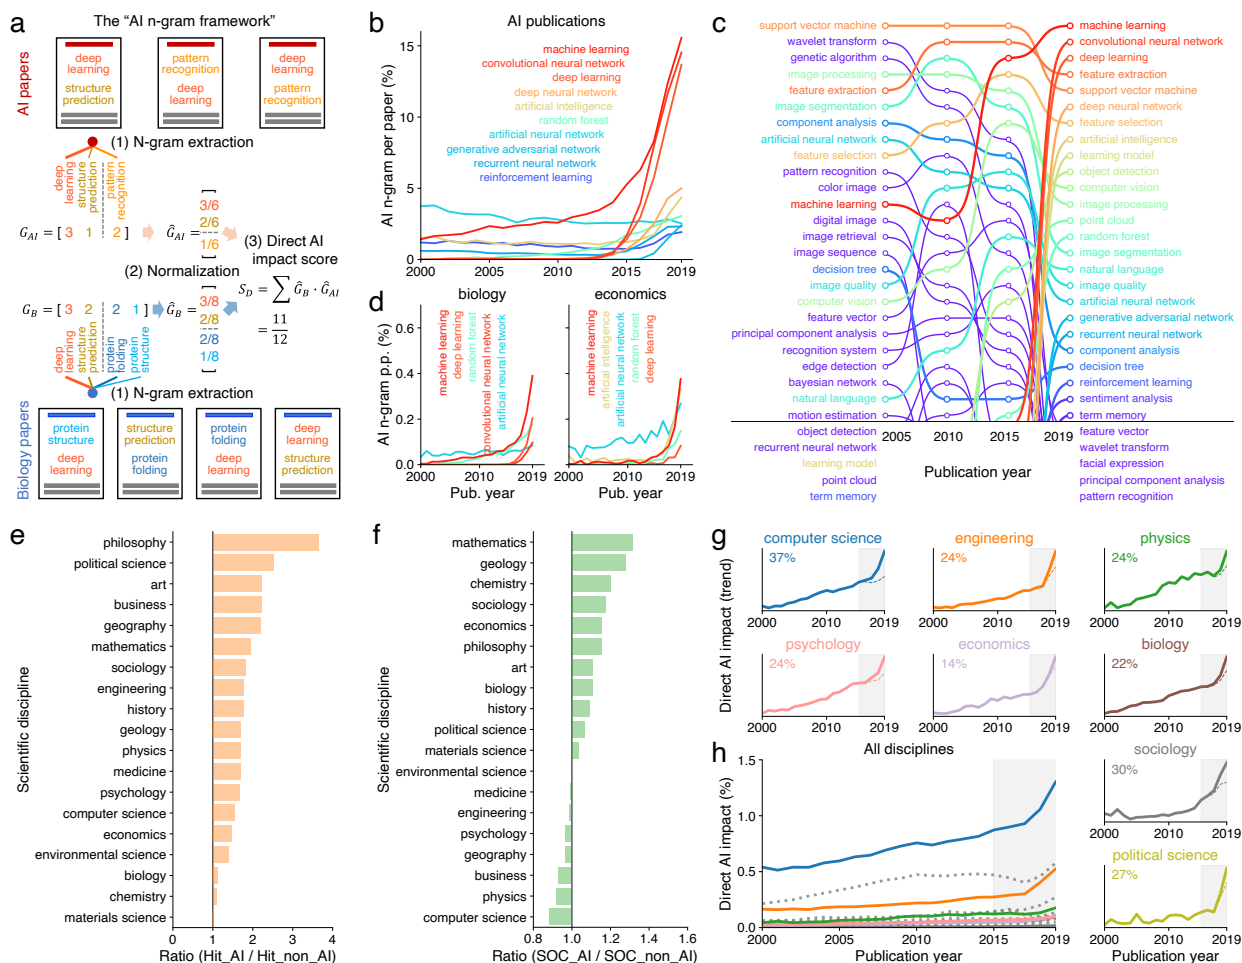 a
The “AI n-gram framework”
AI papers
deep
learning
structure
prediction
pattern
recognition
deep
learning
deep
learning
pattern
recognition
(1) N-gram extraction
deep
learning
structure
prediction
pattern
recognition
G_AI = [ 3 1 2 ]
Ĝ_AI =
[
3/6
2/6
1/6
]
(2) Normalization
(3) Direct AI
impact score
S_D = ∑ Ĝ_B · Ĝ_AI
= 11/12
G_B = [ 3 2 2 1 ]
Ĝ_B =
[
3/8
2/8
2/8
1/8
]
deep
learning
structure
prediction
protein
folding
protein
structure
(1) N-gram extraction
Biology papers
protein
structure
deep
learning
structure
prediction
protein
folding
protein
folding
deep
learning
deep
learning
structure
prediction
b
AI publications
AI n-gram per paper (%)
15
10
5
0
machine learning
convolutional neural network
deep learning
deep neural network
artificial intelligence
random forest
artificial neural network
generative adversarial network
recurrent neural network
reinforcement learning
2000 2005 2010 2015 2019
d
biology
economics
AI n-gram p.p. (%)
0.6
0.4
0.2
0.0
machine learning
deep learning
random forest
convolutional neural network
artificial neural network
machine learning
artificial inteeligence
artificial neural network
random forest
deep learning
2000 2010 2019
2000 2010 2019
Pub. year
Pub. year
c
support vector machine
wavelet transform
genetic algorithm
image processing
feature extraction
image segmentation
component analysis
artificial neural network
feature selection
pattern recognition
color image
machine learning
digital image
image retrieval
image sequence
decision tree
image quality
computer vision
feature vector
principal component analysis
recognition system
edge detection
bayesian network
natural language
motion estimation
object detection
recurrent neural network
learning model
point cloud
term memory
machine learning
convolutional neural network
deep learning
feature extraction
support vector machine
deep neural network
feature selection
artificial intelligence
learning model
object detection
computer vision
image processing
point cloud
random forest
image segmentation
natural language
image quality
artificial neural network
generative adversarial network
recurrent neural network
component analysis
decision tree
reinforcement learning
sentiment analysis
term memory
feature vector
wavelet transform
facial expression
principal component analysis
pattern recognition
2005 2010 2015 2019
Publication year
e
Scientific discipline
philosophy
political science
art
business
geography
mathematics
sociology
engineering
history
geology
physics
medicine
psychology
computer science
economics
environmental science
biology
chemistry
materials science
0 1 2 3 4
Ratio (Hit_AI / Hit_non_AI)
f
Scientific discipline
mathematics
geology
chemistry
sociology
economics
philosophy
art
biology
history
political science
materials science
environmental science
medicine
engineering
psychology
geography
business
physics
computer science
0.8 1.0 1.2 1.4 1.6
Ratio (SOC_AI / SOC_non_AI)
g
Direct AI impact (trend)
computer science
37%
2000 2010 2019
engineering
24%
2000 2010 2019
physics
24%
2000 2010 2019
psychology
24%
2000 2010 2019
economics
14%
2000 2010 2019
biology
22%
2000 2010 2019
sociology
30%
2000 2010 2019
political science
27%
2000 2010 2019
Publication year
h
All disciplines
Direct AI impact (%)
1.5
1.0
0.5
0.0
2000 2005 2010 2015 2019
Publication year